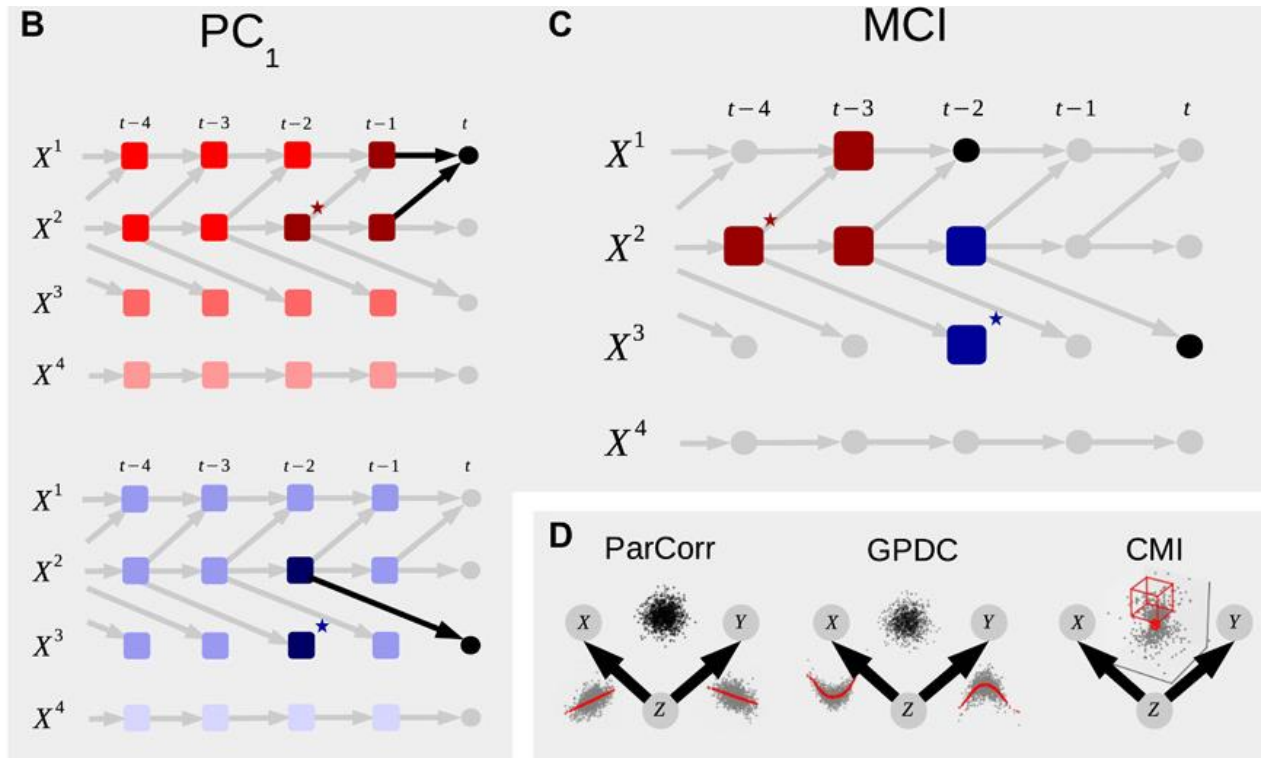 B
PC1
t−4 t−3 t−2 t−1 t
X1
X2
X3
X4
t−4 t−3 t−2 t−1 t
X1
X2
X3
X4
C
MCI
t−4 t−3 t−2 t−1 t
X1
X2
X3
X4
D
ParCorr GPDC CMI
X Y X Y X Y
Z Z Z